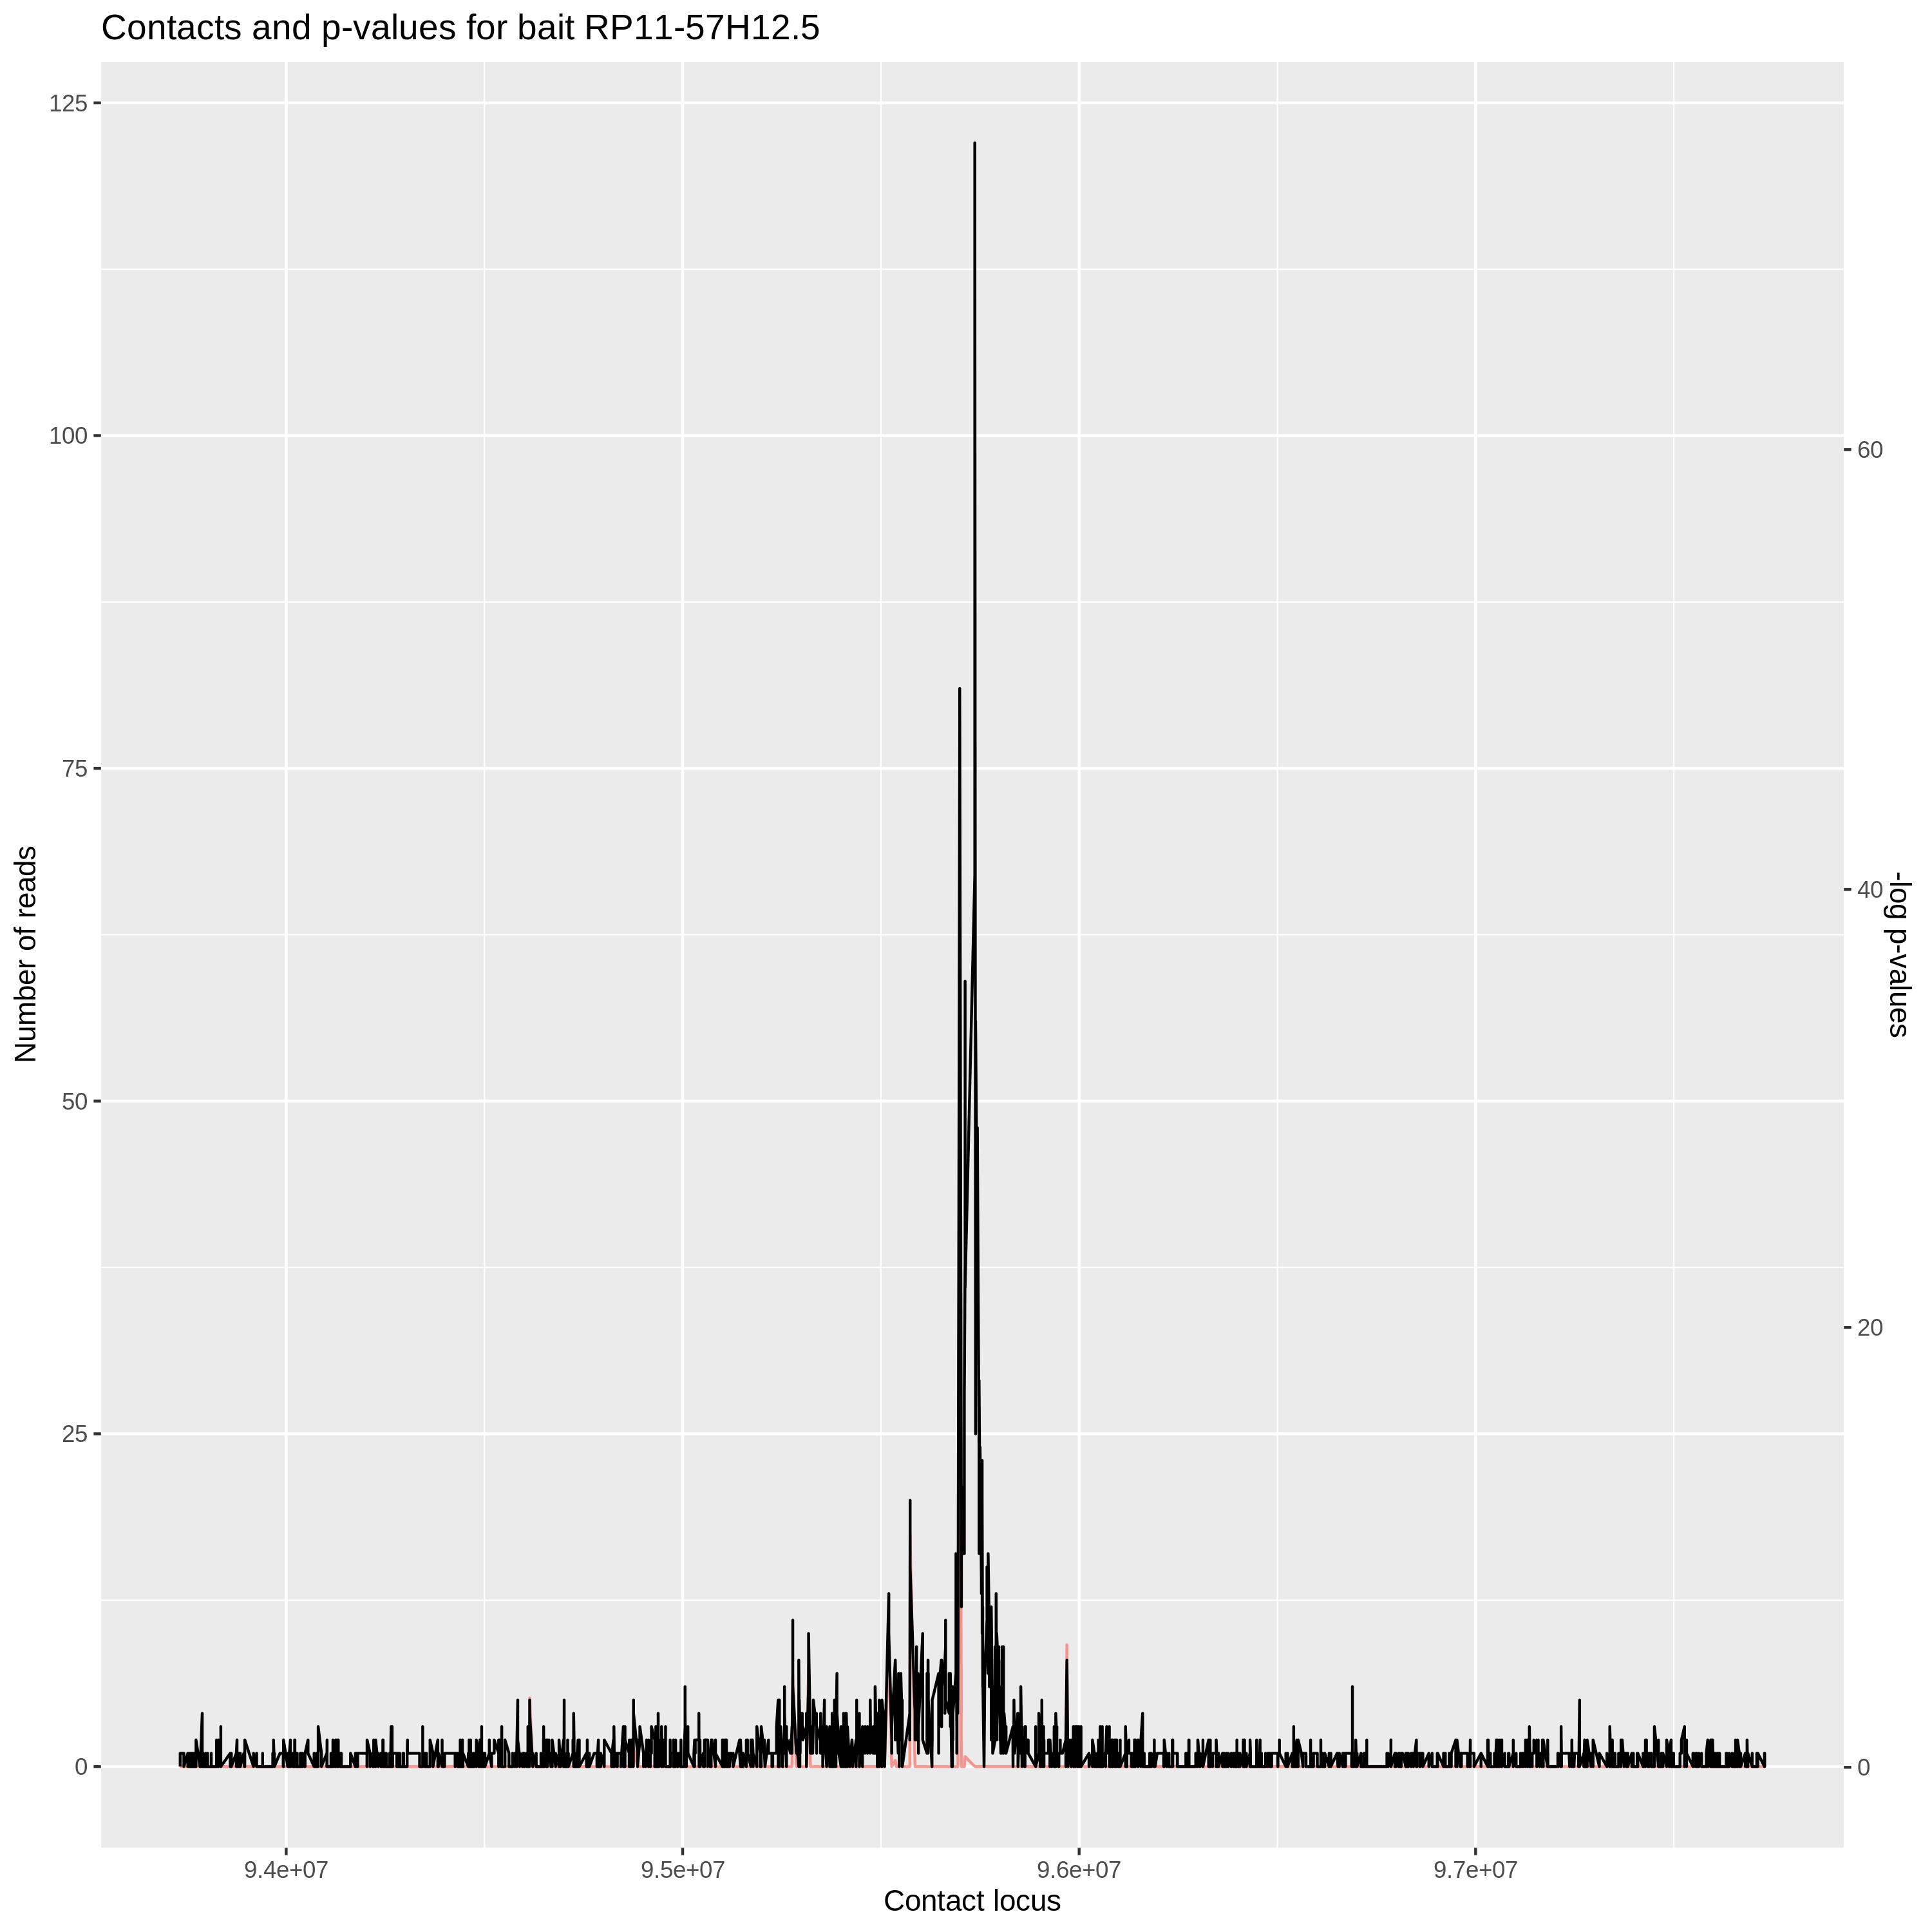 Contacts and p-values for bait RP11-57H12.5
125
100
75
50
25
0
Number of reads
60
40
20
0
-log p-values
9.4e+07 9.5e+07 9.6e+07 9.7e+07
Contact locus